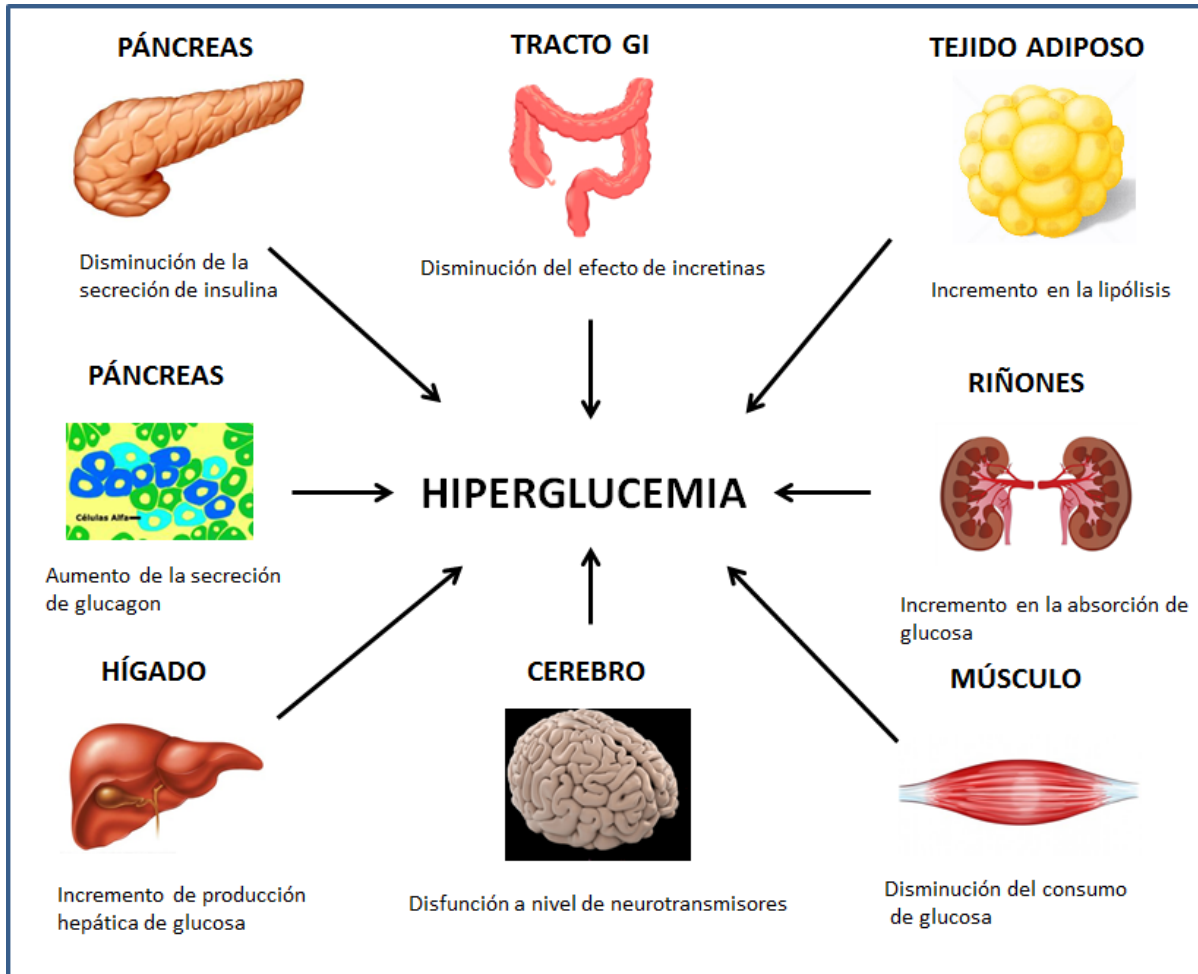 PÁNCREAS
Disminución de la
secreción de insulina
TRACTO GI
Disminución del efecto de incretinas
TEJIDO ADIPOSO
Incremento en la lipólisis
PÁNCREAS
Células Alfa
Aumento de la secreción
de glucagon
HIPERGLUCEMIA
RIÑONES
Incremento en la absorción de
glucosa
HÍGADO
Incremento de producción
hepática de glucosa
CEREBRO
Disfunción a nivel de neurotransmisores
MÚSCULO
Disminución del consumo
de glucosa